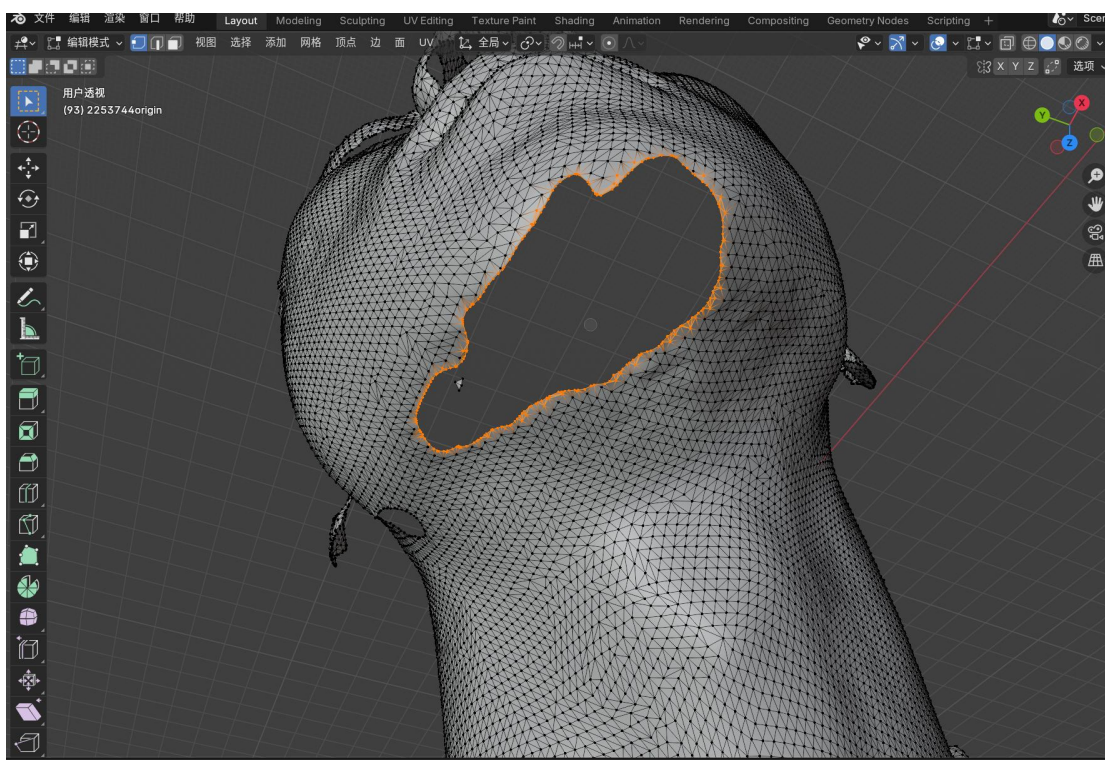 文件 编辑 渲染 窗口 帮助 Layout Modeling Sculpting UV Editing Texture Paint Shading Animation Rendering Compositing Geometry Nodes Scripting + Scen
编辑模式 视图 选择 添加 网格 顶点 边 面 UV 全局
X Y Z 选项
用户透视
(93) 2253744origin
X
Y
Z